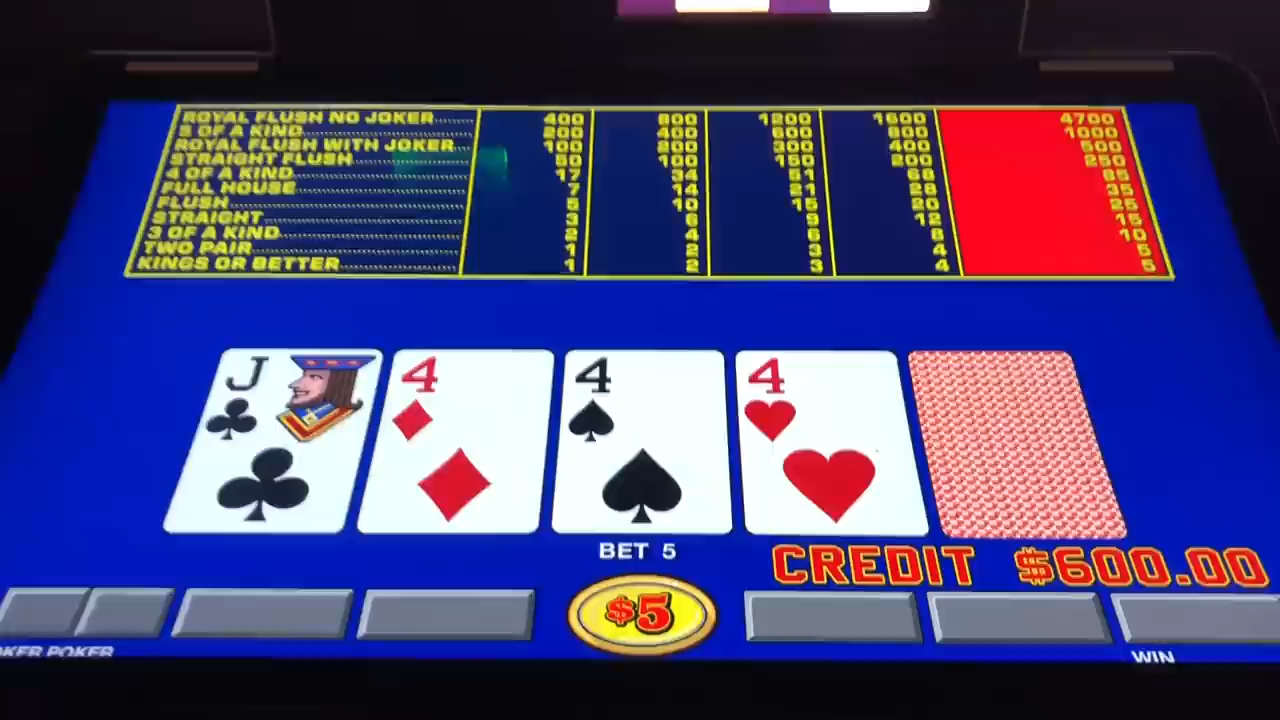 ROYAL FLUSH NO JOKER 400 800 1200 1600 4700
5 OF A KIND 200 400 600 800 1000
ROYAL FLUSH WITH JOKER 100 200 300 400 500
STRAIGHT FLUSH 50 100 150 200 250
4 OF A KIND 17 34 51 68 85
FULL HOUSE 7 14 21 28 35
FLUSH 5 10 15 20 25
STRAIGHT 3 6 9 12 15
3 OF A KIND 2 4 6 8 10
TWO PAIR 1 2 3 4 5
KINGS OR BETTER 1 2 3 4 5
J 4 4 4
BET 5
CREDIT $600.00
$5
OKER POKER
WIN